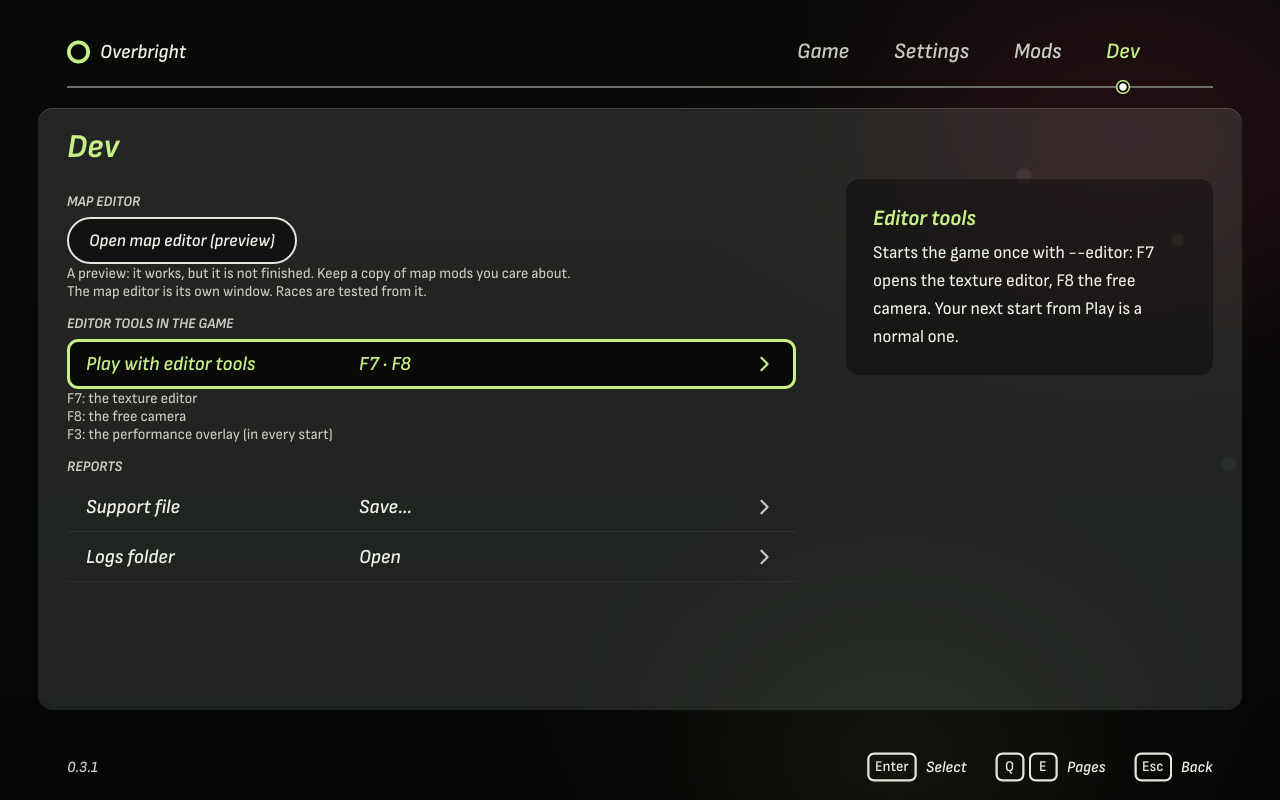 Overbright
Game
Settings
Mods
Dev
Dev
MAP EDITOR
Open map editor (preview)
A preview: it works, but it is not finished. Keep a copy of map mods you care about.
The map editor is its own window. Races are tested from it.
EDITOR TOOLS IN THE GAME
Play with editor tools F7 · F8
F7: the texture editor
F8: the free camera
F3: the performance overlay (in every start)
REPORTS
Support file Save...
Logs folder Open
Editor tools
Starts the game once with --editor: F7
opens the texture editor, F8 the free
camera. Your next start from Play is a
normal one.
0.3.1
Enter Select Q E Pages Esc Back